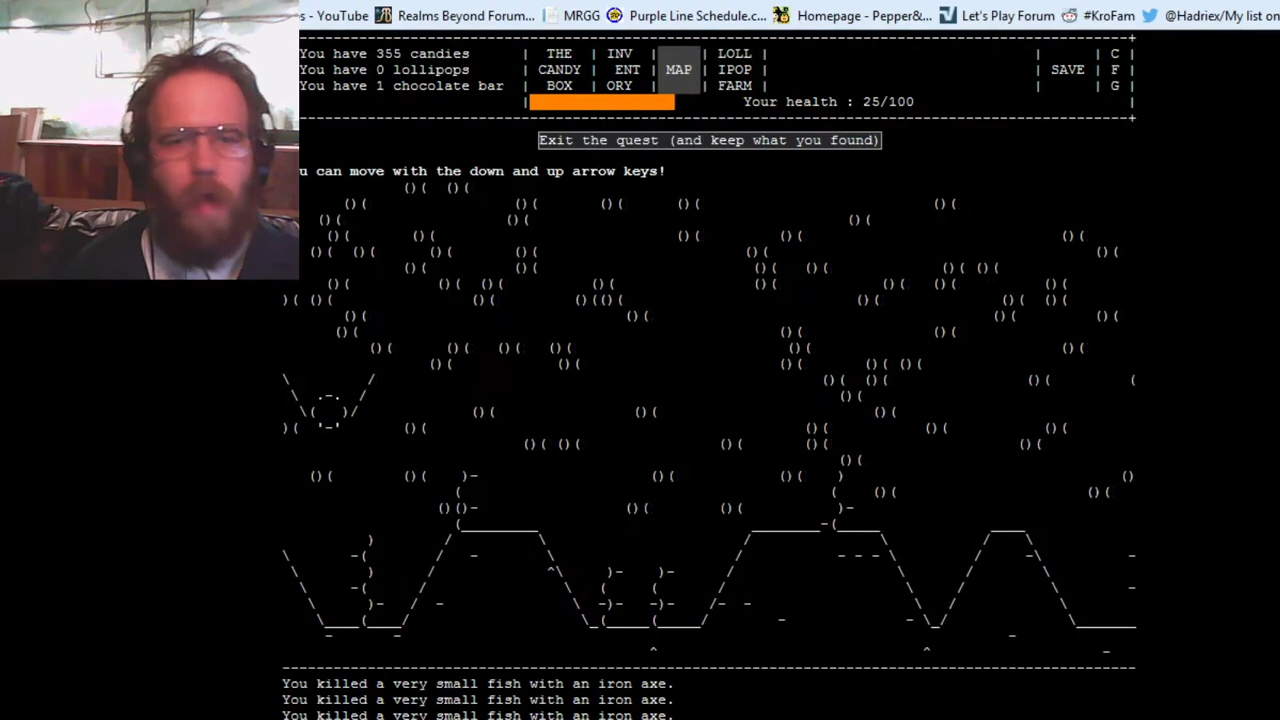 s - YouTube Realms Beyond Forum... MRGG Purple Line Schedule.c... Homepage - Pepper&... Let's Play Forum #KroFam @Hadriex/My list on
You have 355 candies | THE | INV | | LOLL | | | C
You have 0 lollipops | CANDY | ENT | MAP | IPOP | | SAVE | F
You have 1 chocolate bar | BOX | ORY | | FARM | | | G
Your health : 25/100
Exit the quest (and keep what you found)
u can move with the down and up arrow keys!
You killed a very small fish with an iron axe.
You killed a very small fish with an iron axe.
You killed a very small fish with an iron axe.